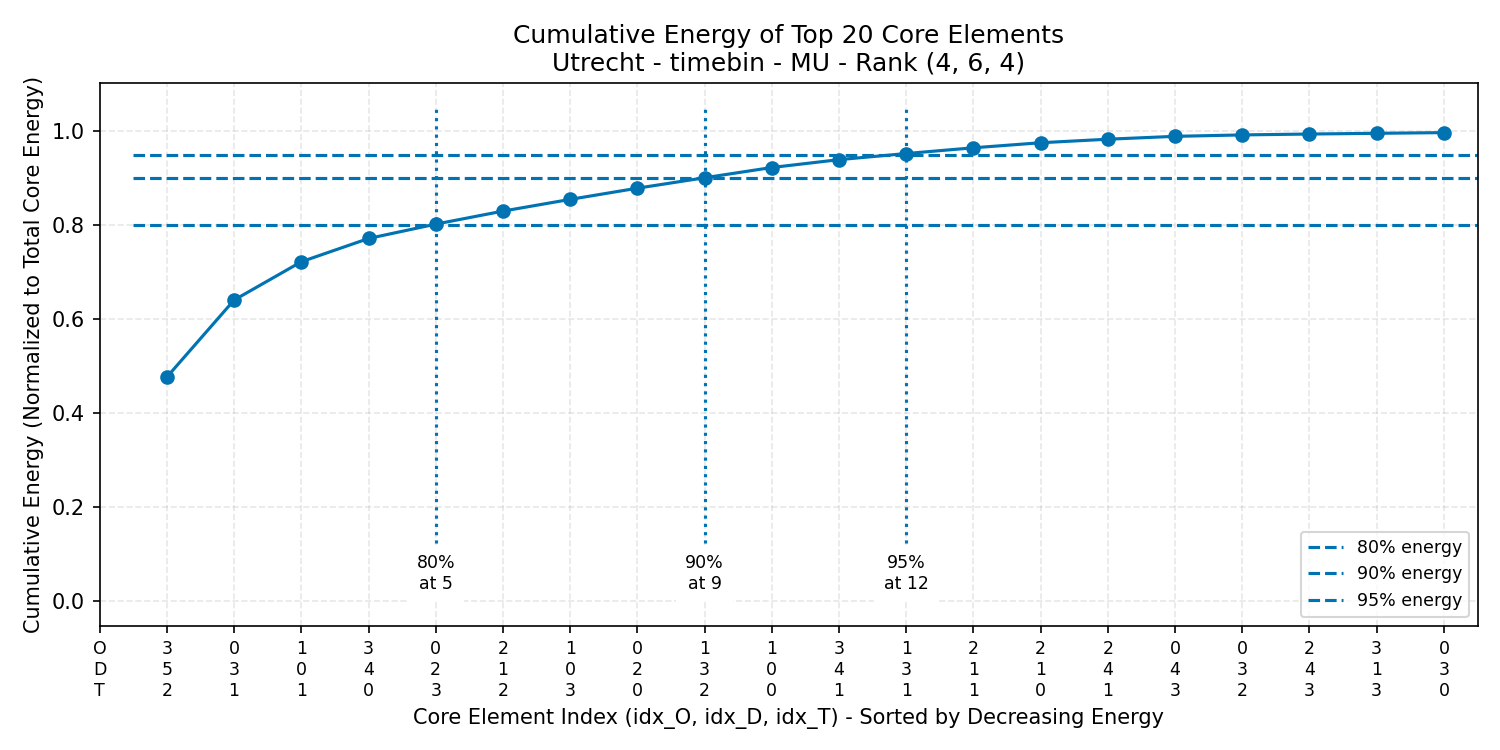 Cumulative Energy of Top 20 Core Elements
Utrecht - timebin - MU - Rank (4, 6, 4)
Cumulative Energy (Normalized to Total Core Energy)
1.0
0.8
0.6
0.4
0.2
0.0
80%
at 5
90%
at 9
95%
at 12
80% energy
90% energy
95% energy
O 3 0 1 3 0 2 1 0 1 1 3 1 2 2 2 0 0 2 3 0
D 5 3 0 4 2 1 0 2 3 0 4 3 1 1 4 4 3 4 1 3
T 2 1 1 0 3 2 3 0 2 0 1 1 1 0 1 3 2 3 3 0
Core Element Index (idx_O, idx_D, idx_T) - Sorted by Decreasing Energy